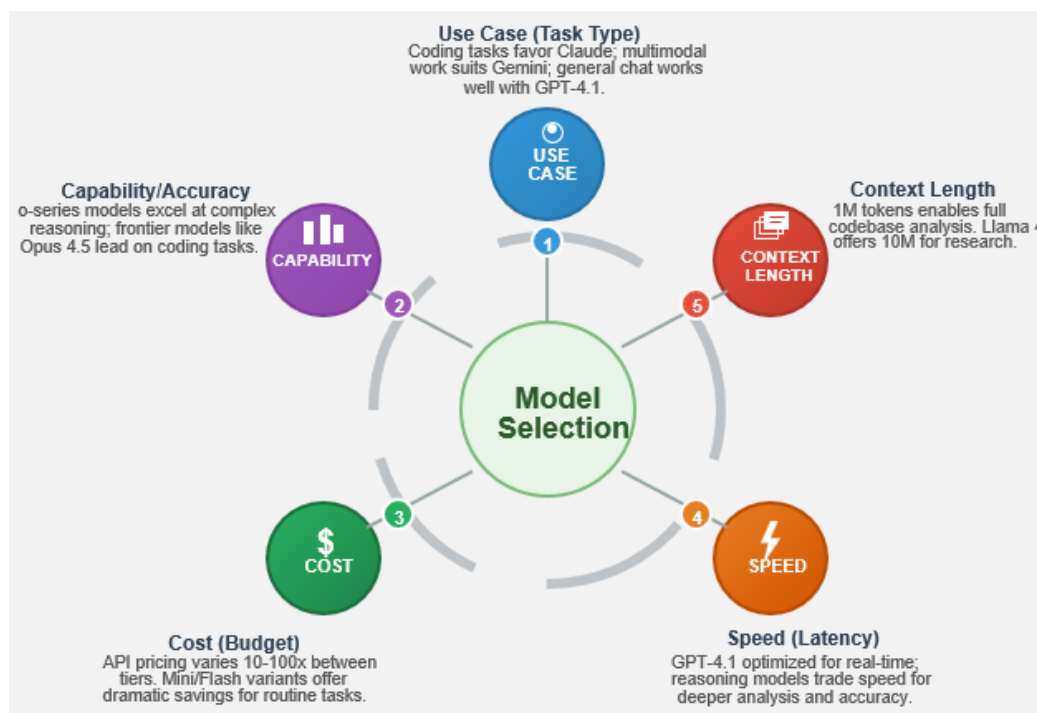 Use Case (Task Type)
Coding tasks favor Claude; multimodal
work suits Gemini; general chat works
well with GPT-4.1.
USE
CASE
1
Capability/Accuracy
o-series models excel at complex
reasoning; frontier models like
Opus 4.5 lead on coding tasks.
CAPABILITY
2
Context Length
1M tokens enables full
codebase analysis. Llama 4
offers 10M for research.
CONTEXT
LENGTH
5
Model
Selection
3
$
COST
Cost (Budget)
API pricing varies 10-100x between
tiers. Mini/Flash variants offer
dramatic savings for routine tasks.
4
SPEED
Speed (Latency)
GPT-4.1 optimized for real-time;
reasoning models trade speed for
deeper analysis and accuracy.